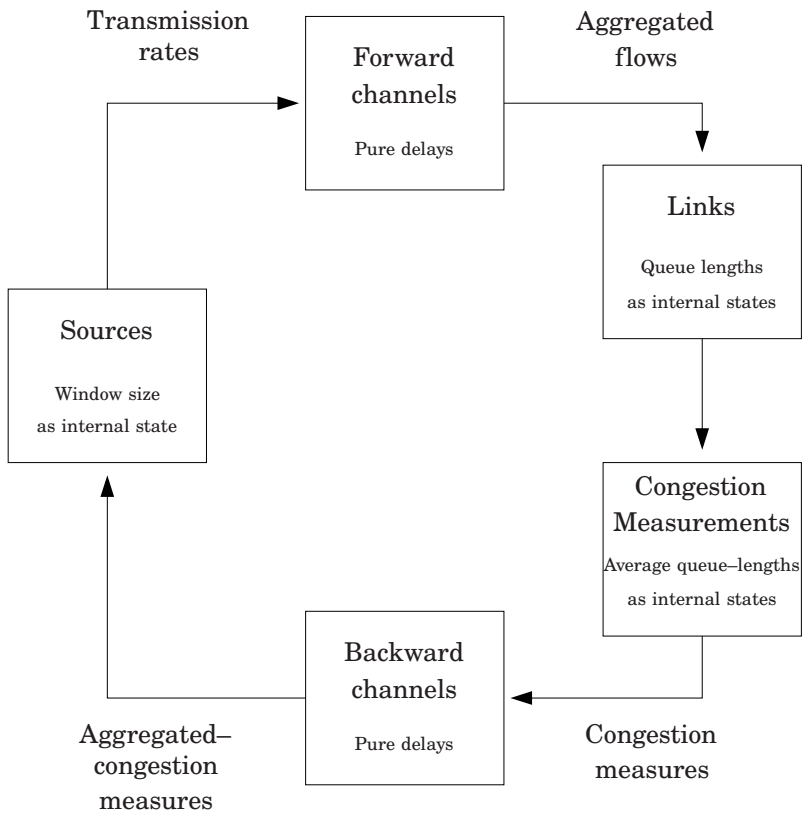 Transmission
rates
Forward
channels
Pure delays
Aggregated
flows
Links
Queue lengths
as internal states
Sources
Window size
as internal state
Congestion
Measurements
Average queue–lengths
as internal states
Backward
channels
Pure delays
Aggregated–
congestion
measures
Congestion
measures